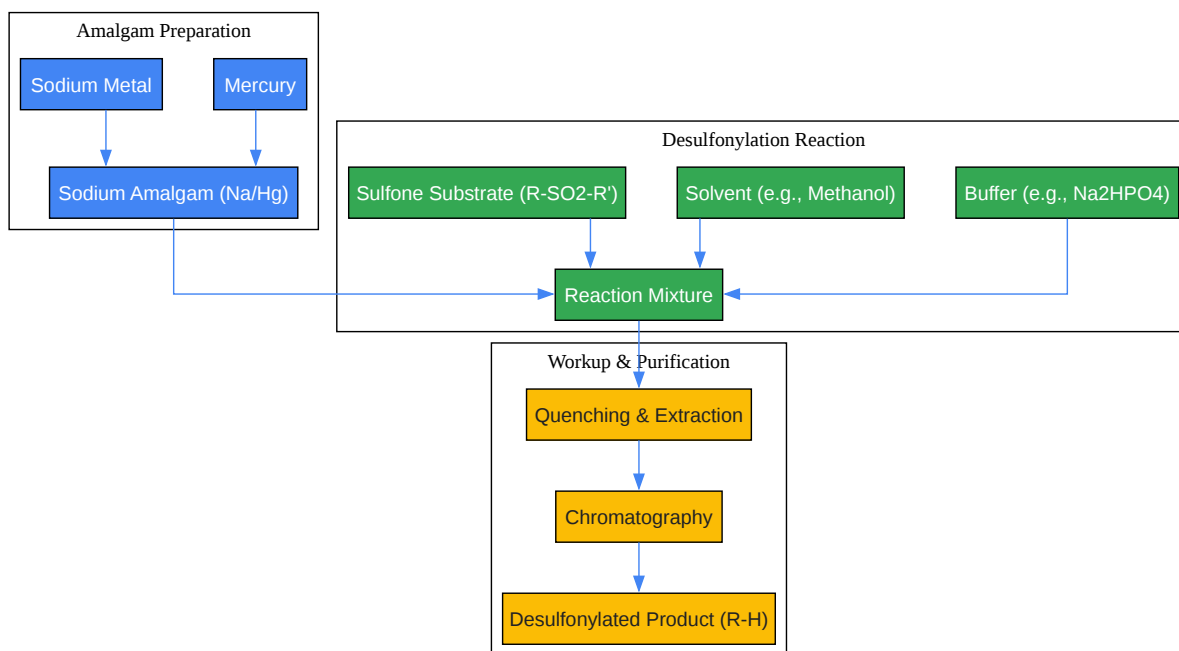 Amalgam Preparation
Sodium Metal
Mercury
Sodium Amalgam (Na/Hg)
Desulfonylation Reaction
Sulfone Substrate (R-SO2-R')
Solvent (e.g., Methanol)
Buffer (e.g., Na2HPO4)
Reaction Mixture
Workup & Purification
Quenching & Extraction
Chromatography
Desulfonylated Product (R-H)